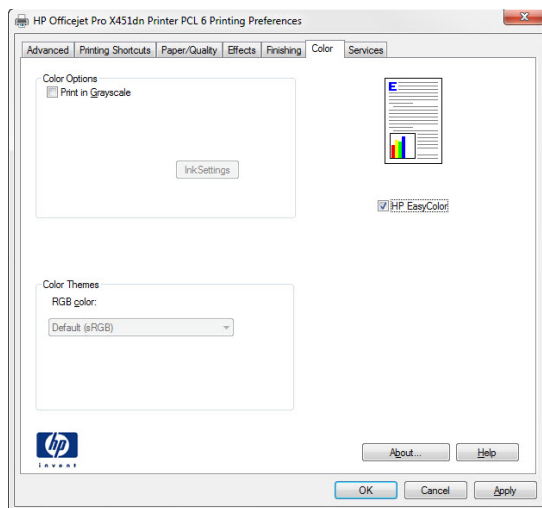 HP Officejet Pro X451dn Printer PCL 6 Printing Preferences
Advanced Printing Shortcuts Paper/Quality Effects Finishing Color Services
Color Options
Print in Grayscale
E
Ink Settings
HP EasyColor
Color Themes
RGB color:
Default (sRGB)
hp
invent
About... Help
OK Cancel Apply